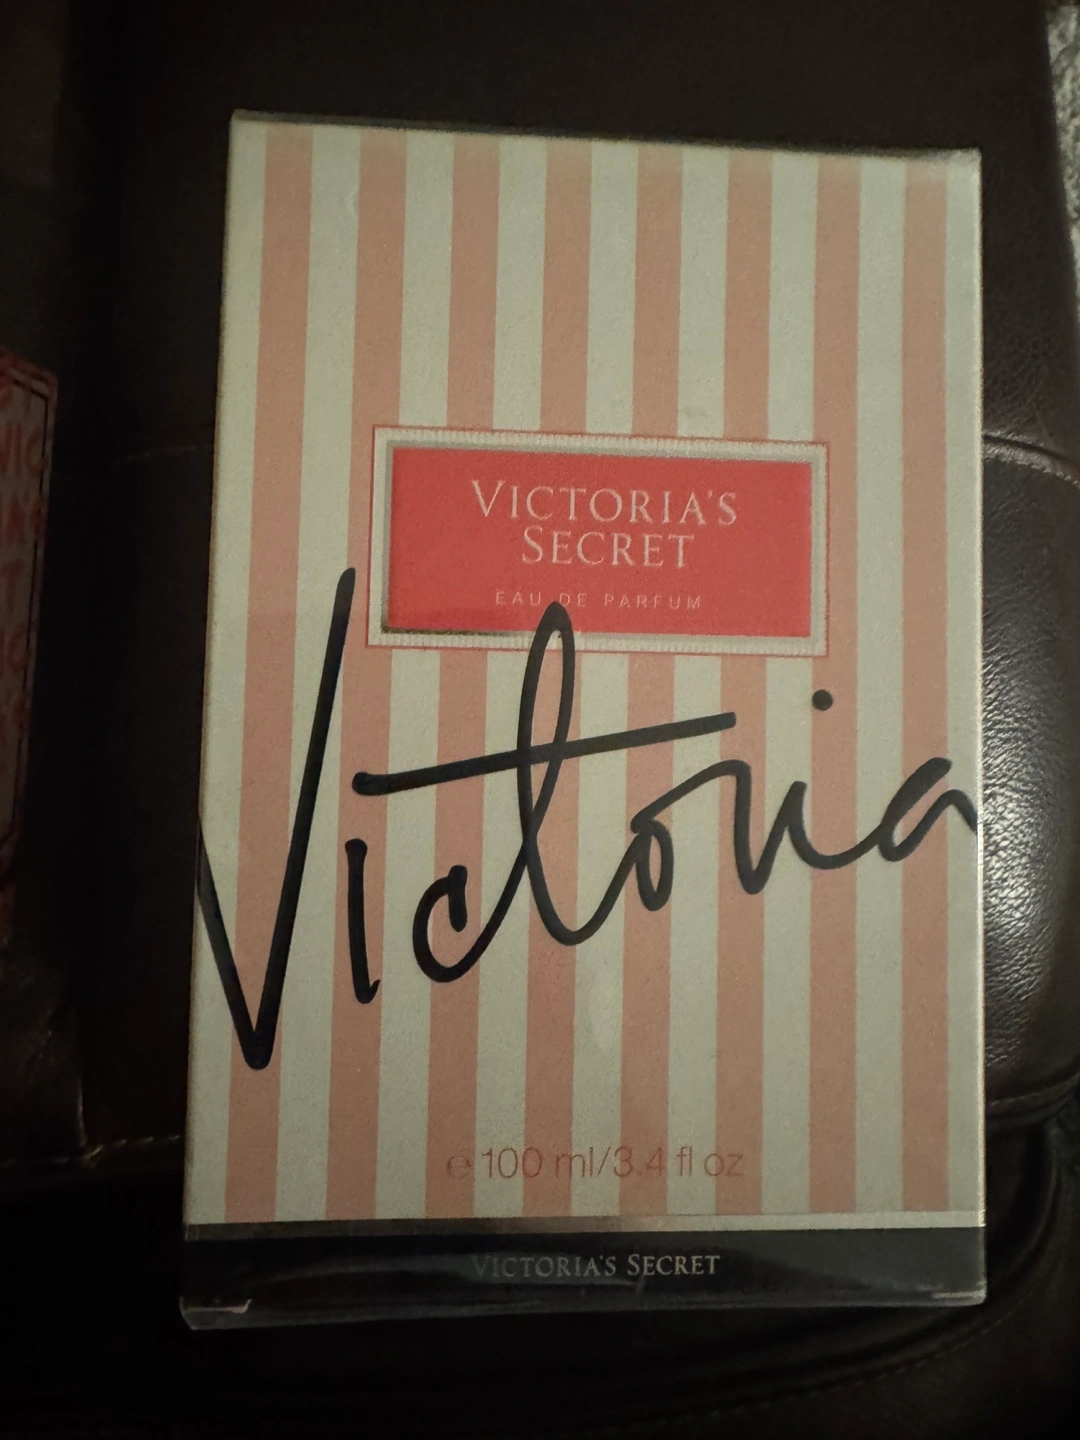 VICTORIA'S
SECRET
EAU DE PARFUM
Victoria
e 100 ml/3.4 fl oz
VICTORIA'S SECRET